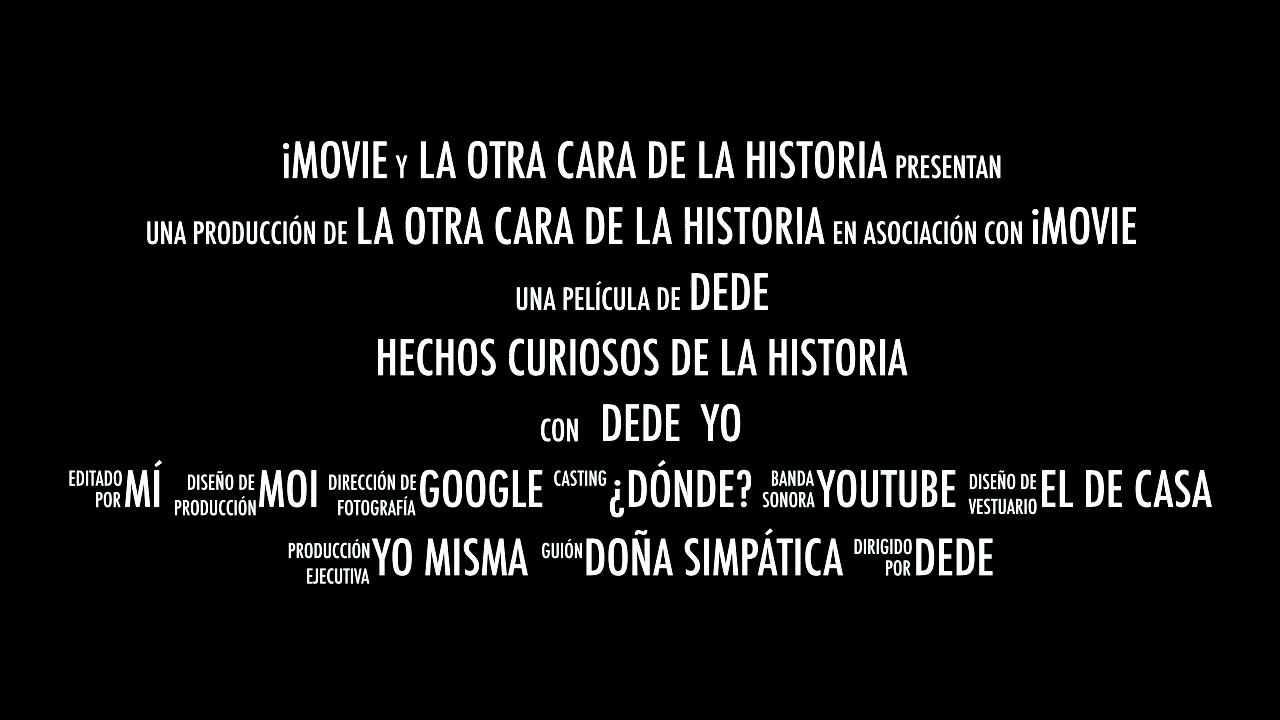 iMOVIE Y LA OTRA CARA DE LA HISTORIA PRESENTAN
UNA PRODUCCIÓN DE LA OTRA CARA DE LA HISTORIA EN ASOCIACIÓN CON iMOVIE
UNA PELÍCULA DE DEDE
HECHOS CURIOSOS DE LA HISTORIA
CON DEDE YO
EDITADO POR MÍ DISEÑO DE PRODUCCIÓN MOI DIRECCIÓN DE FOTOGRAFÍA GOOGLE CASTING ¿DÓNDE? BANDA SONORA YOUTUBE DISEÑO DE VESTUARIO EL DE CASA
PRODUCCIÓN EJECUTIVA YO MISMA GUIÓN DOÑA SIMPÁTICA DIRIGIDO POR DEDE